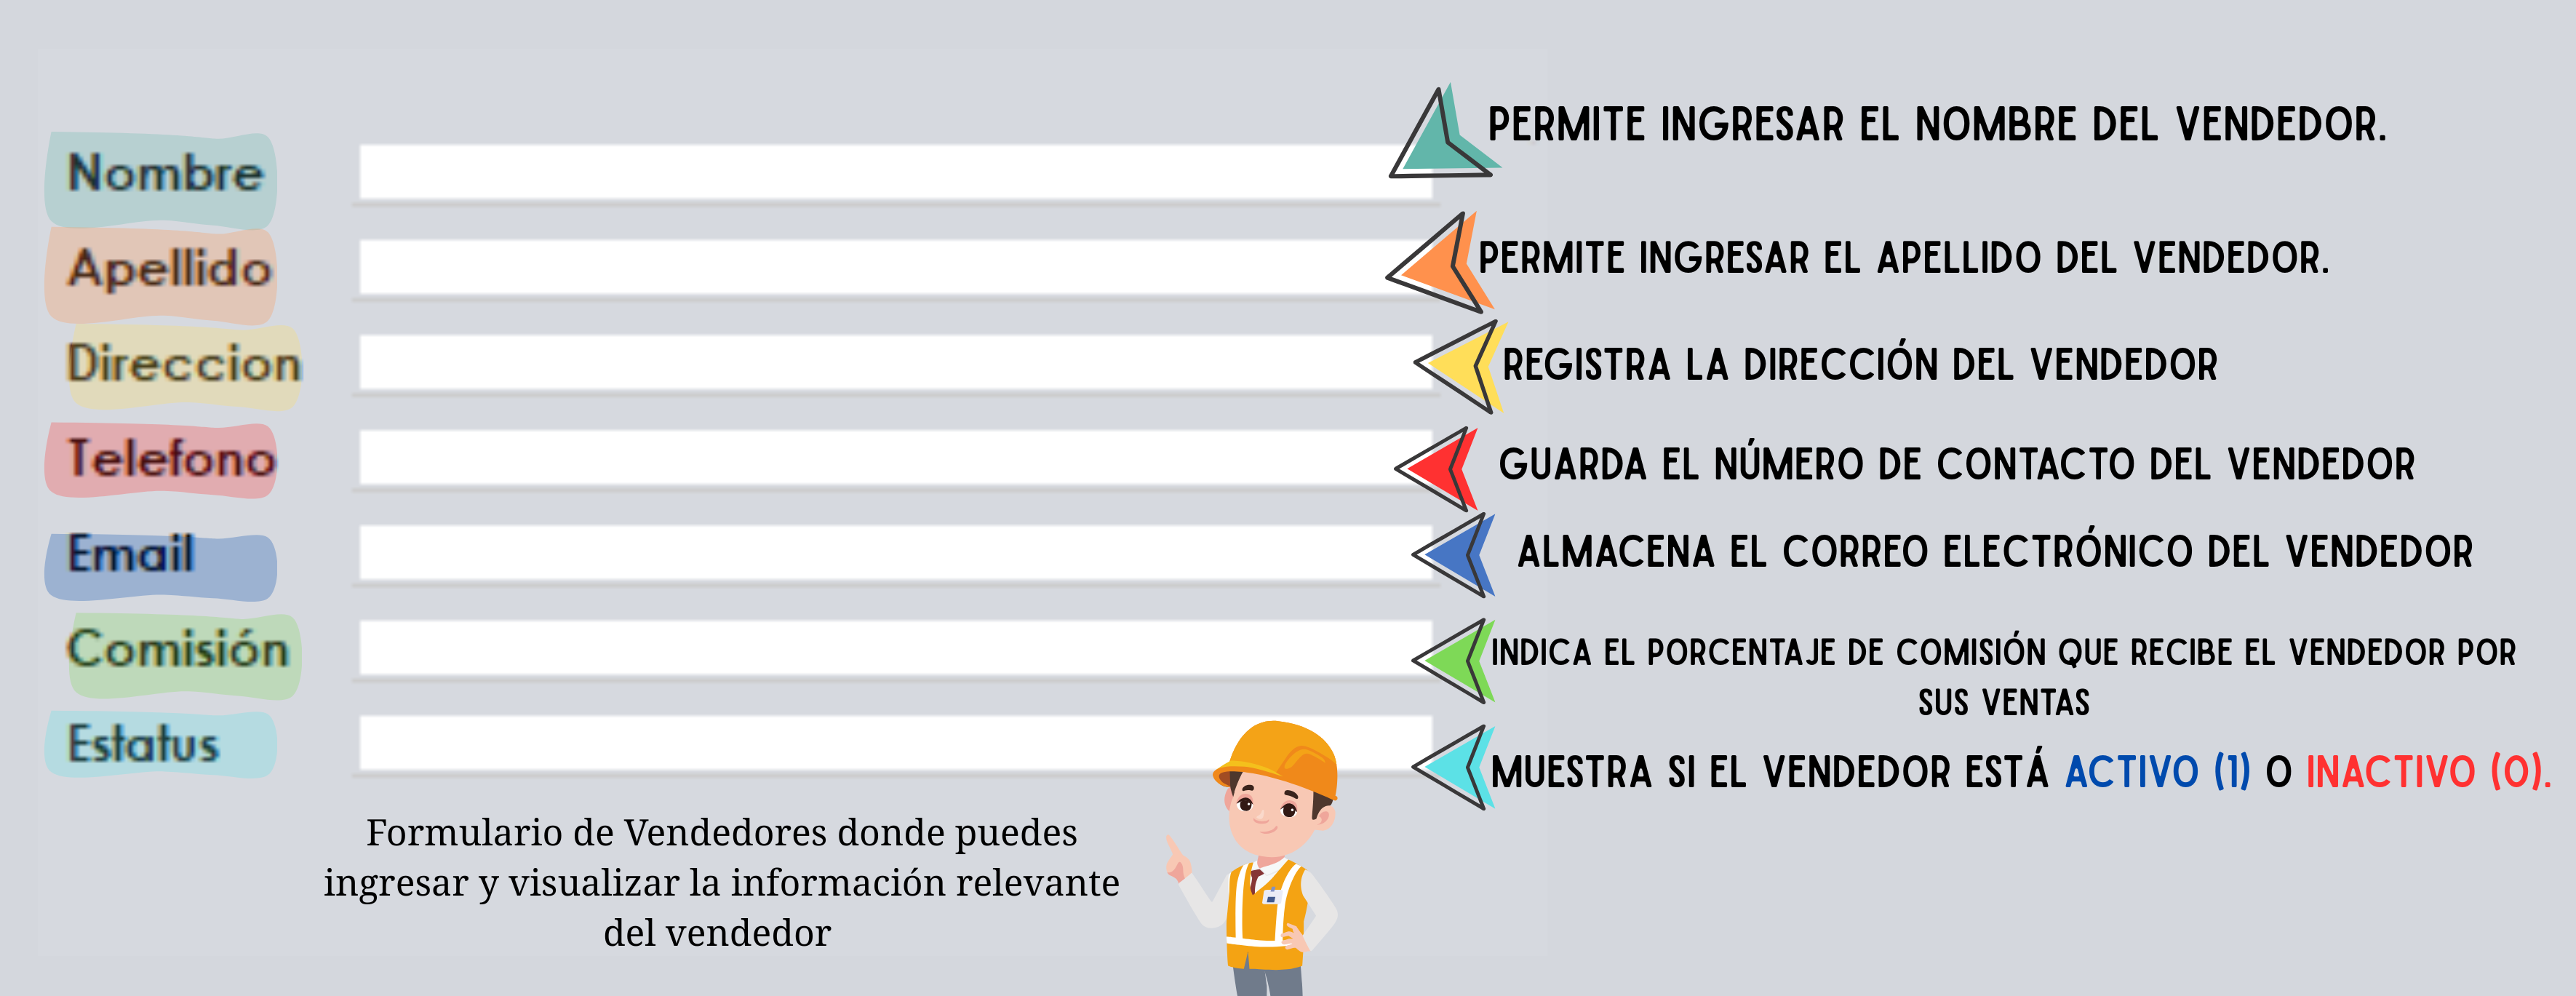 Nombre
PERMITE INGRESAR EL NOMBRE DEL VENDEDOR.
Apellido
PERMITE INGRESAR EL APELLIDO DEL VENDEDOR.
Direccion
REGISTRA LA DIRECCIÓN DEL VENDEDOR
Telefono
GUARDA EL NÚMERO DE CONTACTO DEL VENDEDOR
Email
ALMACENA EL CORREO ELECTRÓNICO DEL VENDEDOR
Comisión
INDICA EL PORCENTAJE DE COMISIÓN QUE RECIBE EL VENDEDOR POR
SUS VENTAS
Estatus
MUESTRA SI EL VENDEDOR ESTÁ ACTIVO (1) O INACTIVO (0).
Formulario de Vendedores donde puedes
ingresar y visualizar la información relevante
del vendedor